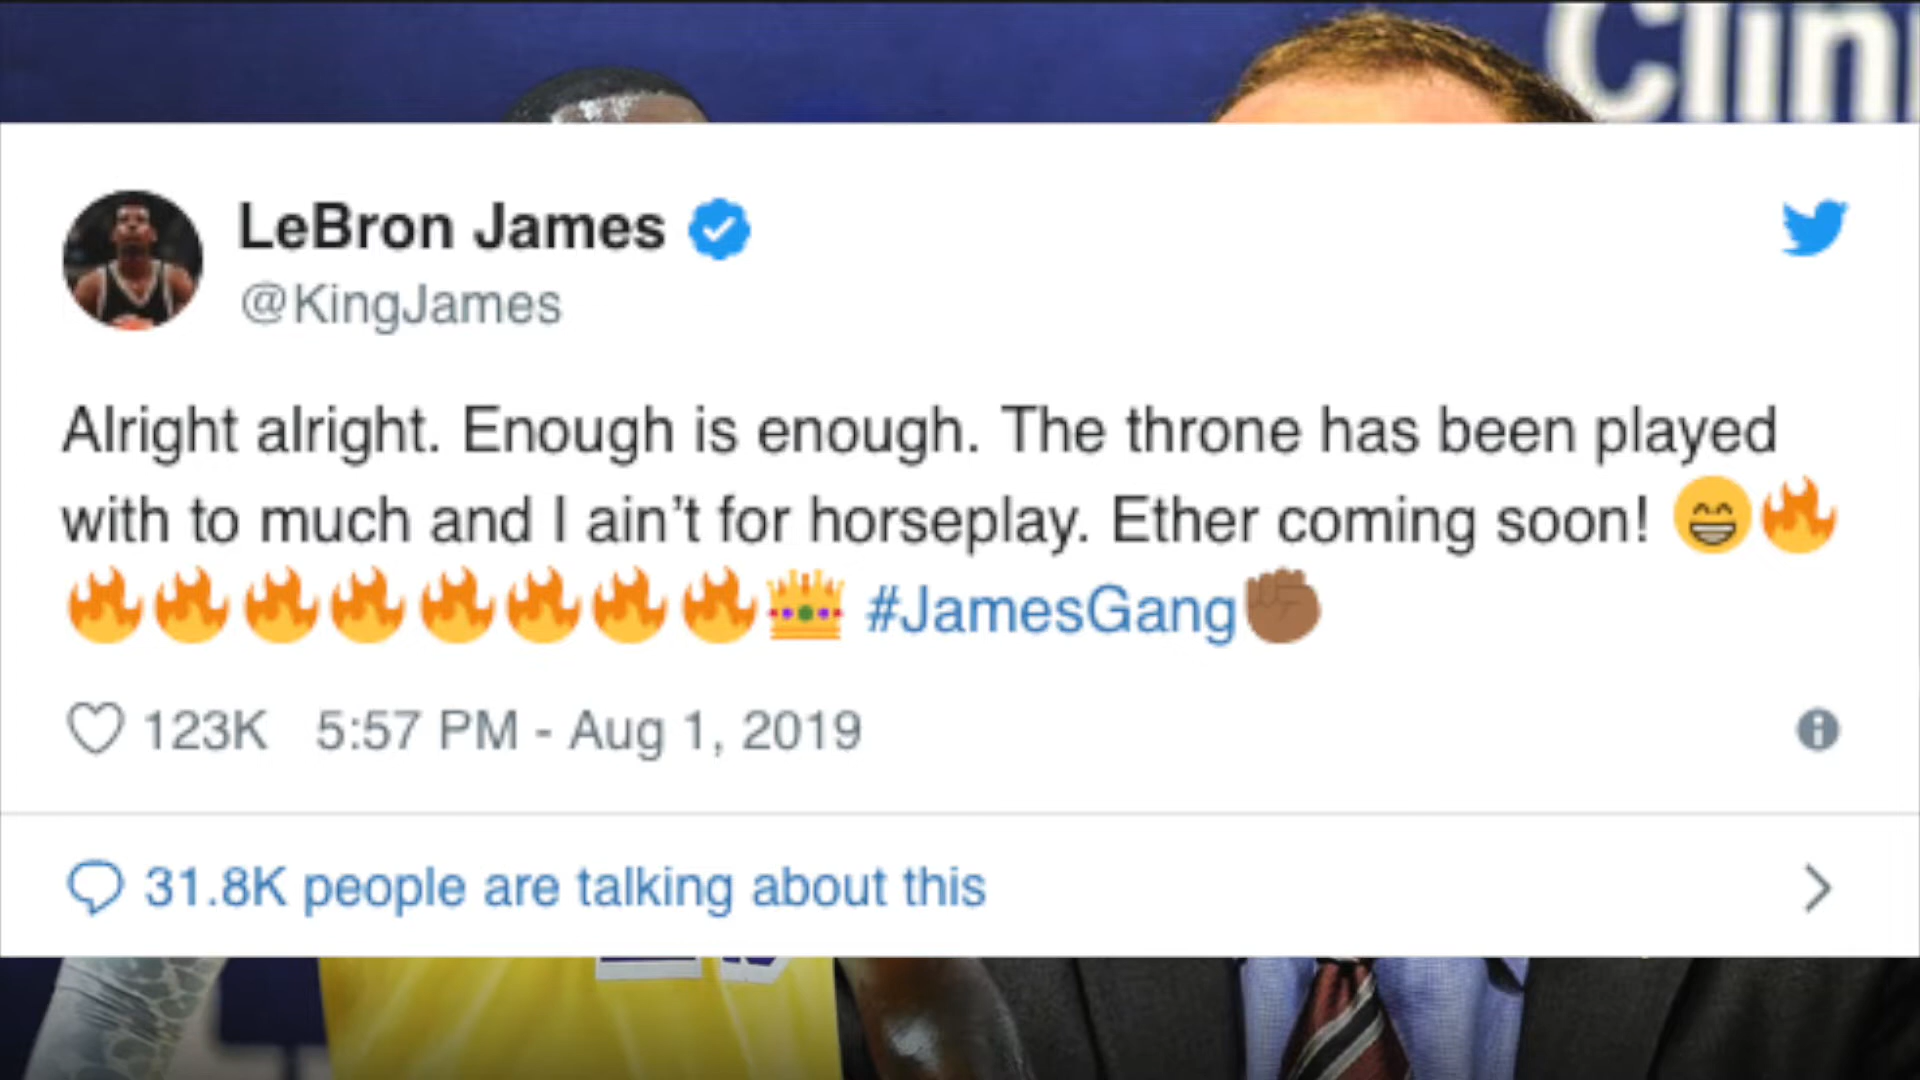 Clin
LeBron James
@KingJames
Alright alright. Enough is enough. The throne has been played
with to much and I ain't for horseplay. Ether coming soon! 😁🔥
🔥🔥🔥🔥🔥🔥🔥🔥👑 #JamesGang✊🏾
123K 5:57 PM - Aug 1, 2019
31.8K people are talking about this